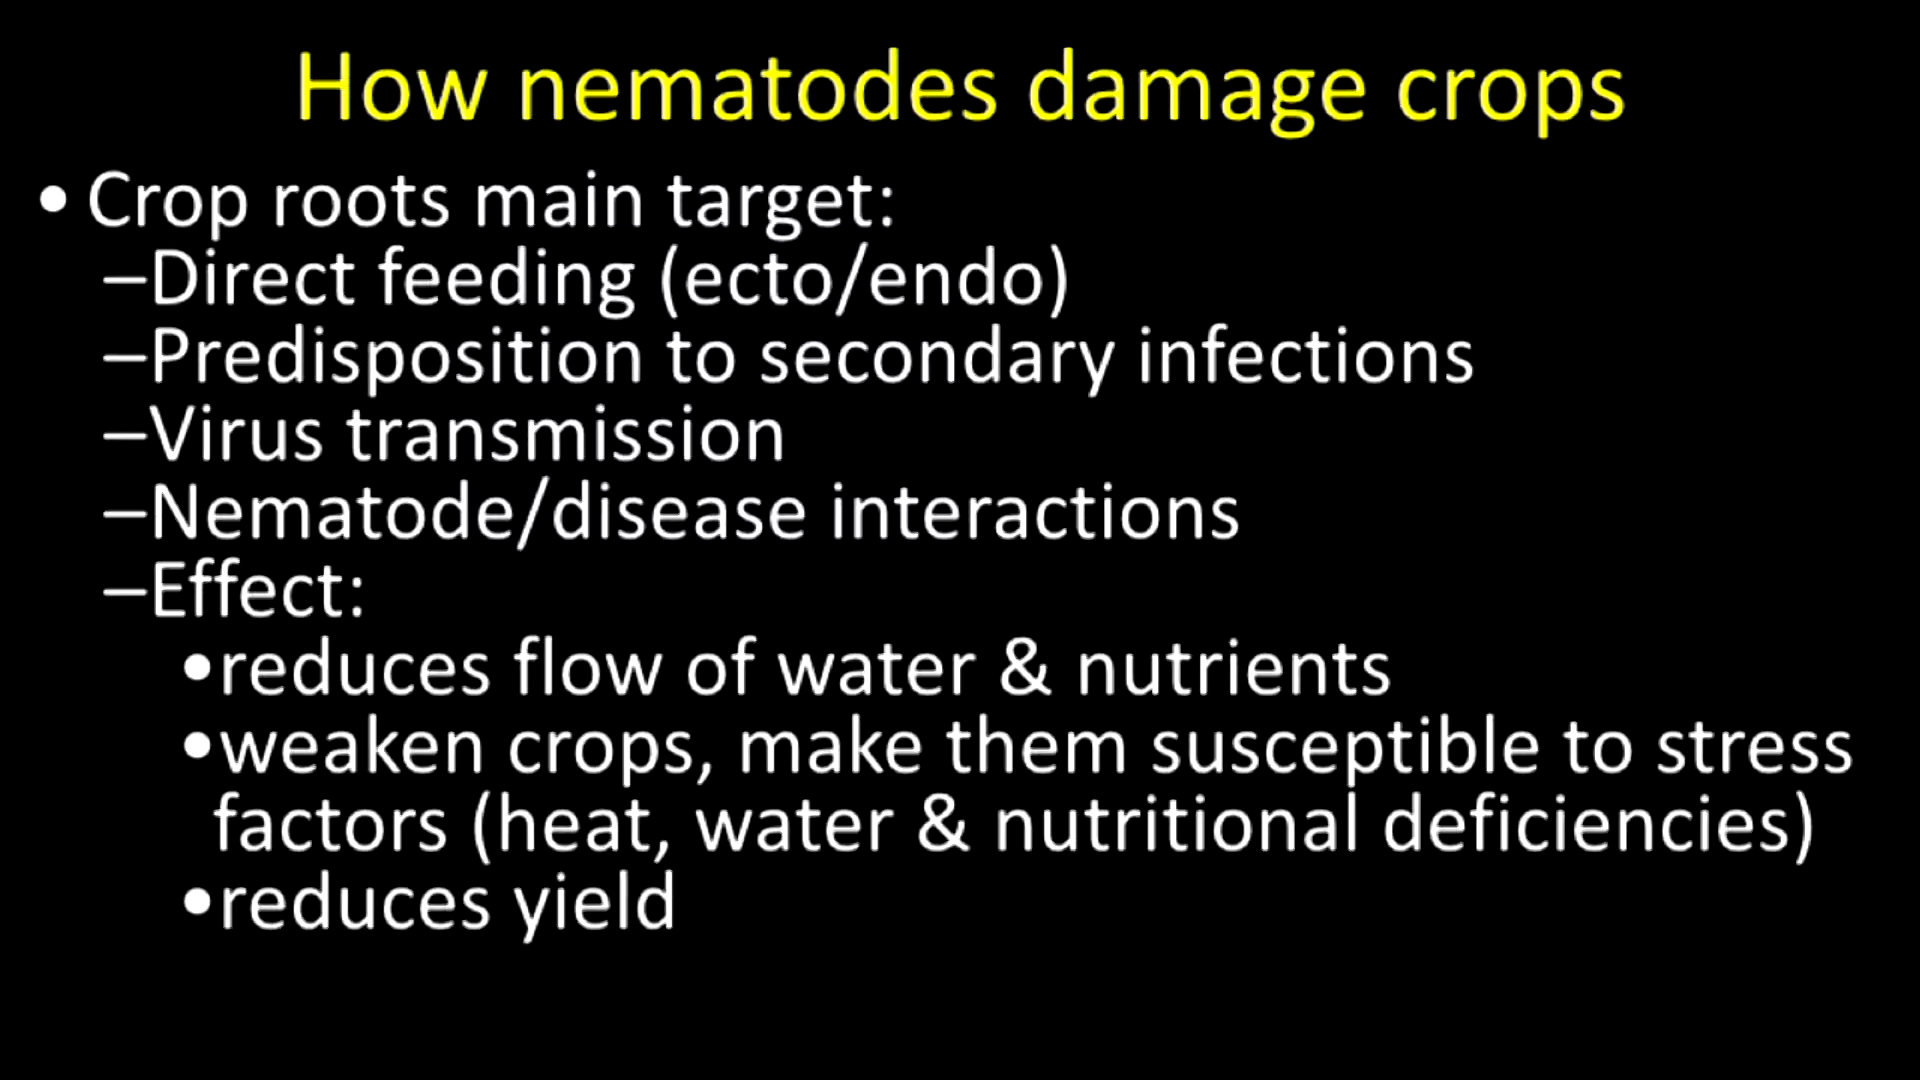 How nematodes damage crops
• Crop roots main target:
–Direct feeding (ecto/endo)
–Predisposition to secondary infections
–Virus transmission
–Nematode/disease interactions
–Effect:
•reduces flow of water & nutrients
•weaken crops, make them susceptible to stress
factors (heat, water & nutritional deficiencies)
•reduces yield